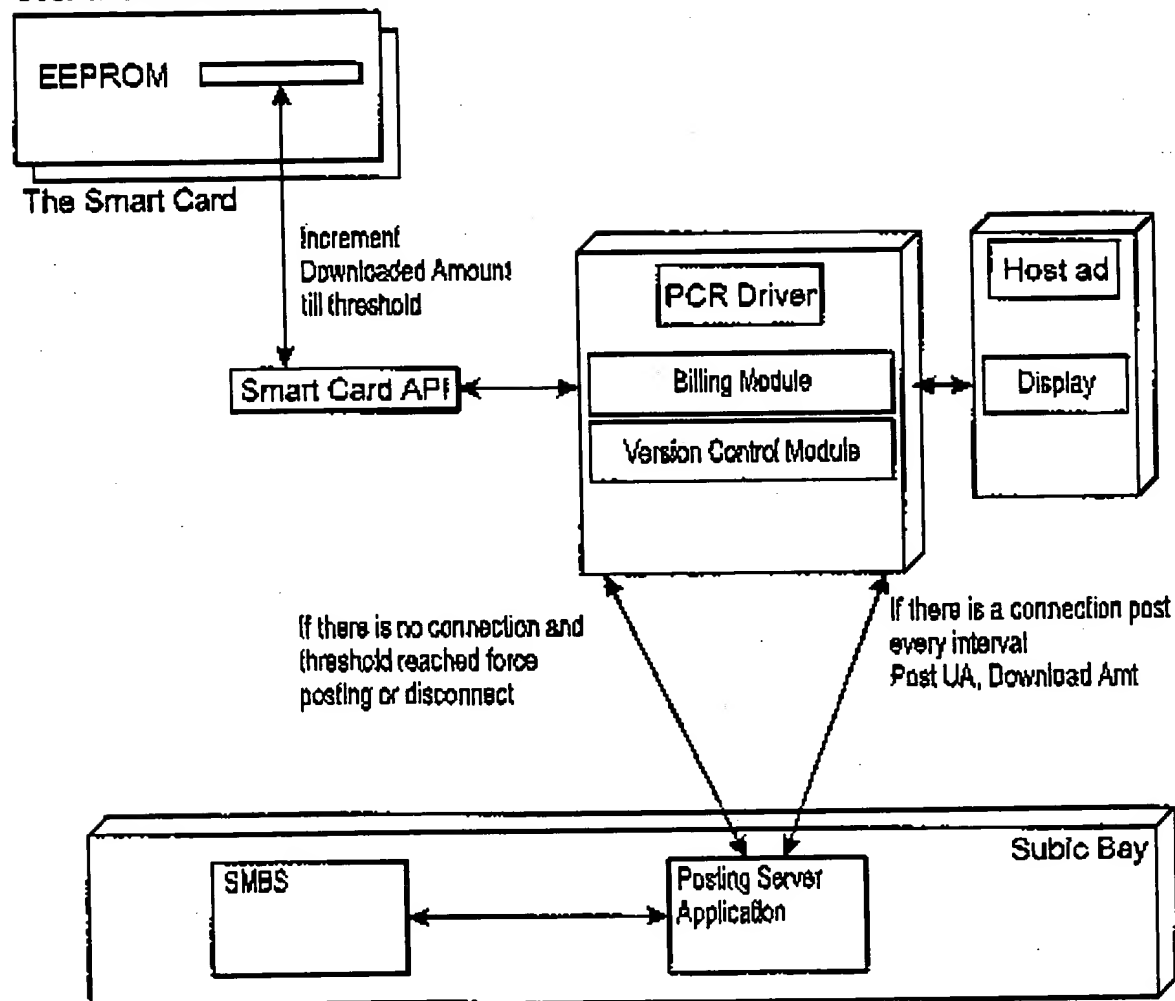 EEPROM
The Smart Card
Increment
Downloaded Amount
till threshold
Smart Card API
PCR Driver
Billing Module
Version Control Module
Host ad
Display
If there is no connection and
threshold reached force
posting or disconnect
If there is a connection post
every interval
Post UA, Download Amt
Subic Bay
SMBS
Posting Server
Application